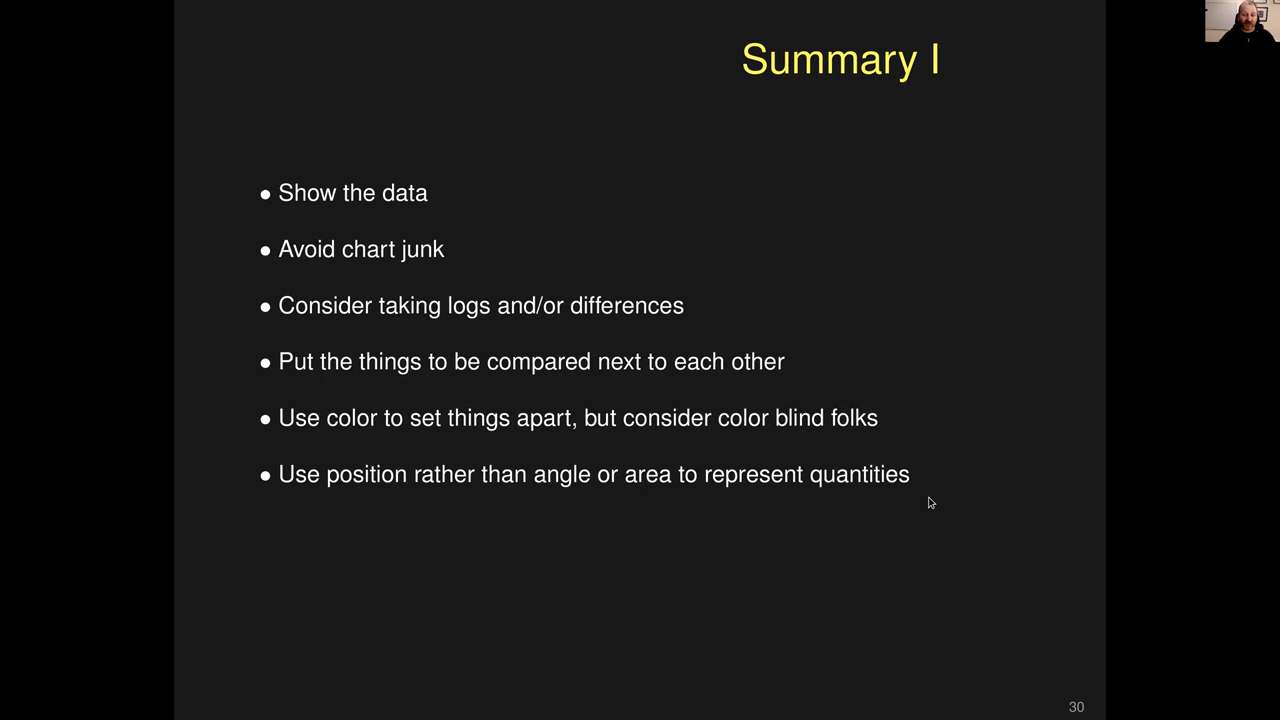 Summary I
• Show the data
• Avoid chart junk
• Consider taking logs and/or differences
• Put the things to be compared next to each other
• Use color to set things apart, but consider color blind folks
• Use position rather than angle or area to represent quantities
30